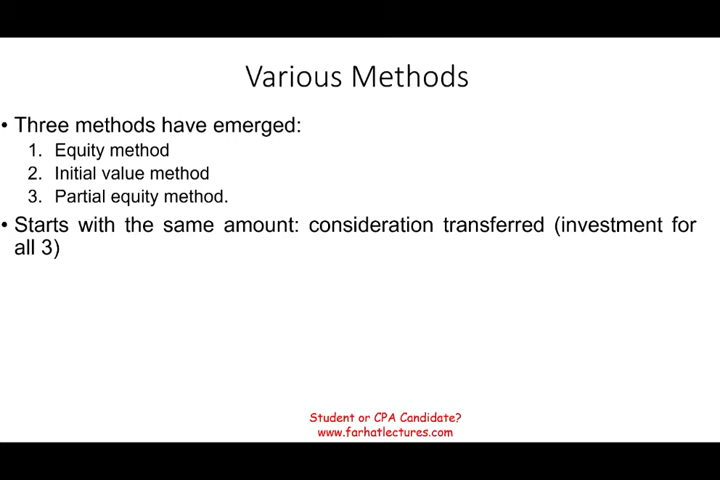 Various Methods
• Three methods have emerged:
1. Equity method
2. Initial value method
3. Partial equity method.
• Starts with the same amount: consideration transferred (investment for
all 3)
Student or CPA Candidate?
www.farhatlectures.com